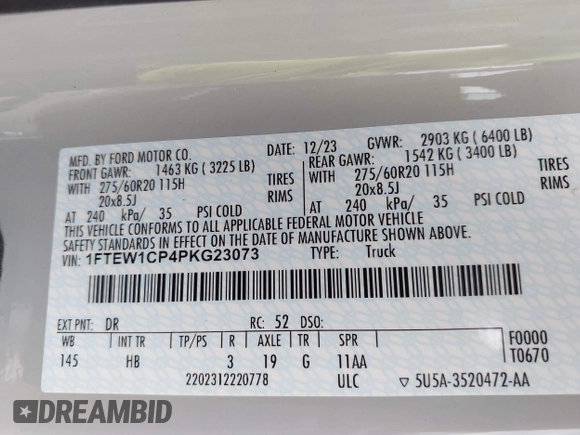 MFD. BY FORD MOTOR CO.
DATE: 12/23 GVWR: 2903 KG ( 6400 LB)
FRONT GAWR: 1463 KG ( 3225 LB)
REAR GAWR: 1542 KG ( 3400 LB)
WITH 275/60R20 115H TIRES
WITH 275/60R20 115H TIRES
20x8.5J RIMS
20x8.5J RIMS
AT 240 kPa/ 35 PSI COLD
AT 240 kPa/ 35 PSI COLD
THIS VEHICLE CONFORMS TO ALL APPLICABLE FEDERAL MOTOR VEHICLE
SAFETY STANDARDS IN EFFECT ON THE DATE OF MANUFACTURE SHOWN ABOVE.
VIN: 1FTEW1CP4PKG23073 TYPE: Truck
EXT PNT: DR RC: 52 DSO:
WB INT TR TP/PS R AXLE TR SPR F0000
145 HB 3 19 G 11AA T0670
2202312220778 ULC ▽ 5U5A-3520472-AA
DREAMBID
DREAMBID